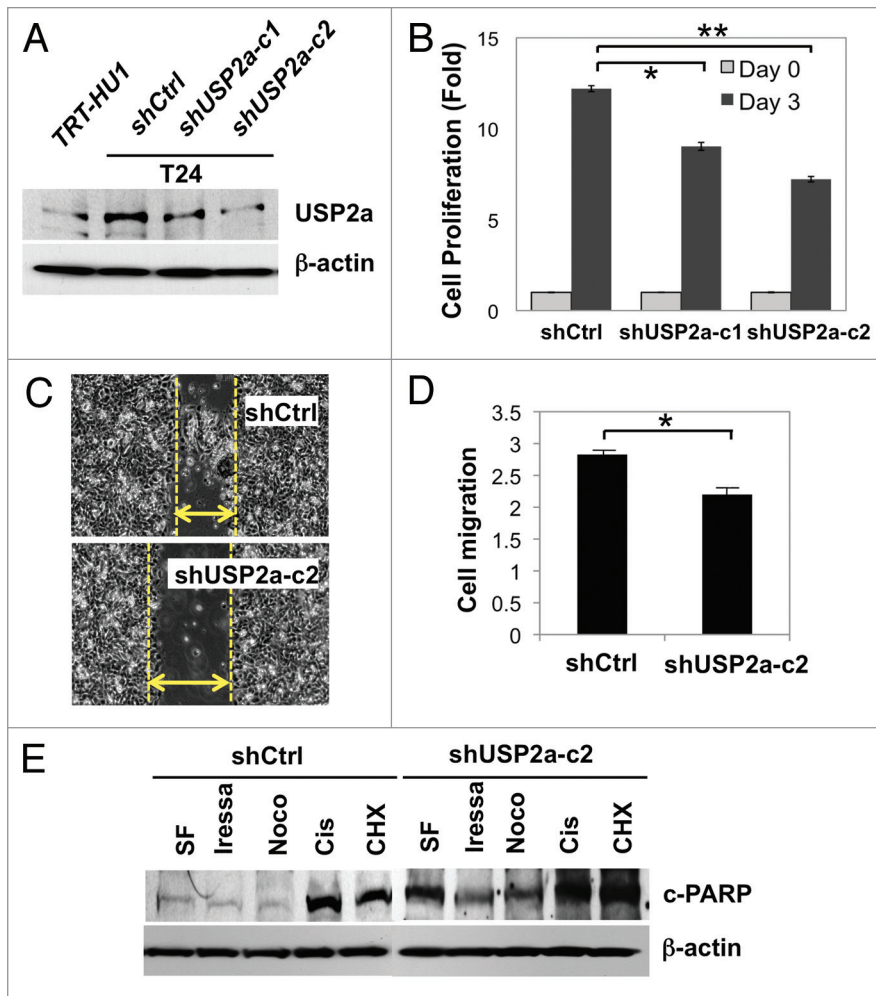 A
TRT-HU1
shCtrl
shUSP2a-c1
shUSP2a-c2
T24
USP2a
β-actin
B
Cell Proliferation (Fold)
15
10
5
0
**
*
Day 0
Day 3
shCtrl
shUSP2a-c1
shUSP2a-c2
C
shCtrl
shUSP2a-c2
D
Cell migration
3.5
3
2.5
2
1.5
1
0.5
0
*
shCtrl
shUSP2a-c2
E
shCtrl
shUSP2a-c2
SF
Iressa
Noco
Cis
CHX
SF
Iressa
Noco
Cis
CHX
c-PARP
β-actin